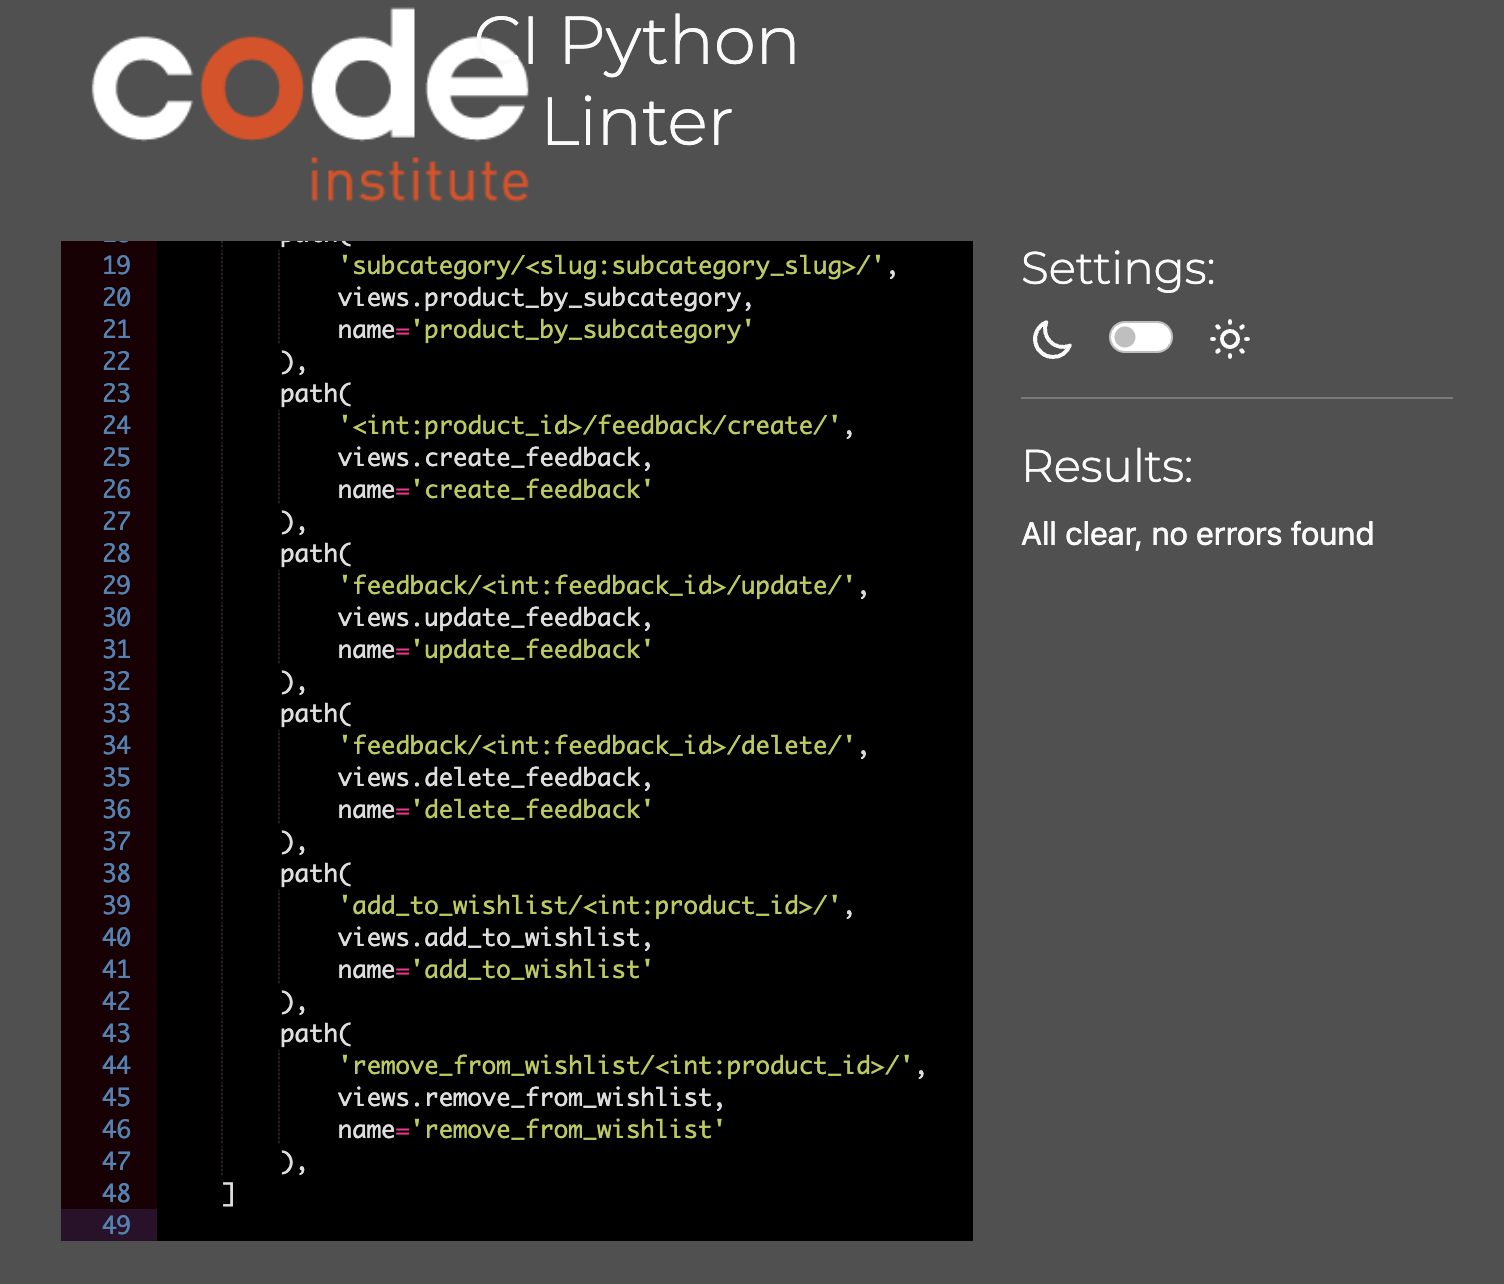 code
institute
CI Python
Linter
19 'subcategory/<slug:subcategory_slug>/',
20 views.product_by_subcategory,
21 name='product_by_subcategory'
22 ),
23 path(
24 '<int:product_id>/feedback/create/',
25 views.create_feedback,
26 name='create_feedback'
27 ),
28 path(
29 'feedback/<int:feedback_id>/update/',
30 views.update_feedback,
31 name='update_feedback'
32 ),
33 path(
34 'feedback/<int:feedback_id>/delete/',
35 views.delete_feedback,
36 name='delete_feedback'
37 ),
38 path(
39 'add_to_wishlist/<int:product_id>/',
40 views.add_to_wishlist,
41 name='add_to_wishlist'
42 ),
43 path(
44 'remove_from_wishlist/<int:product_id>/',
45 views.remove_from_wishlist,
46 name='remove_from_wishlist'
47 ),
48 ]
49
Settings:
Results:
All clear, no errors found